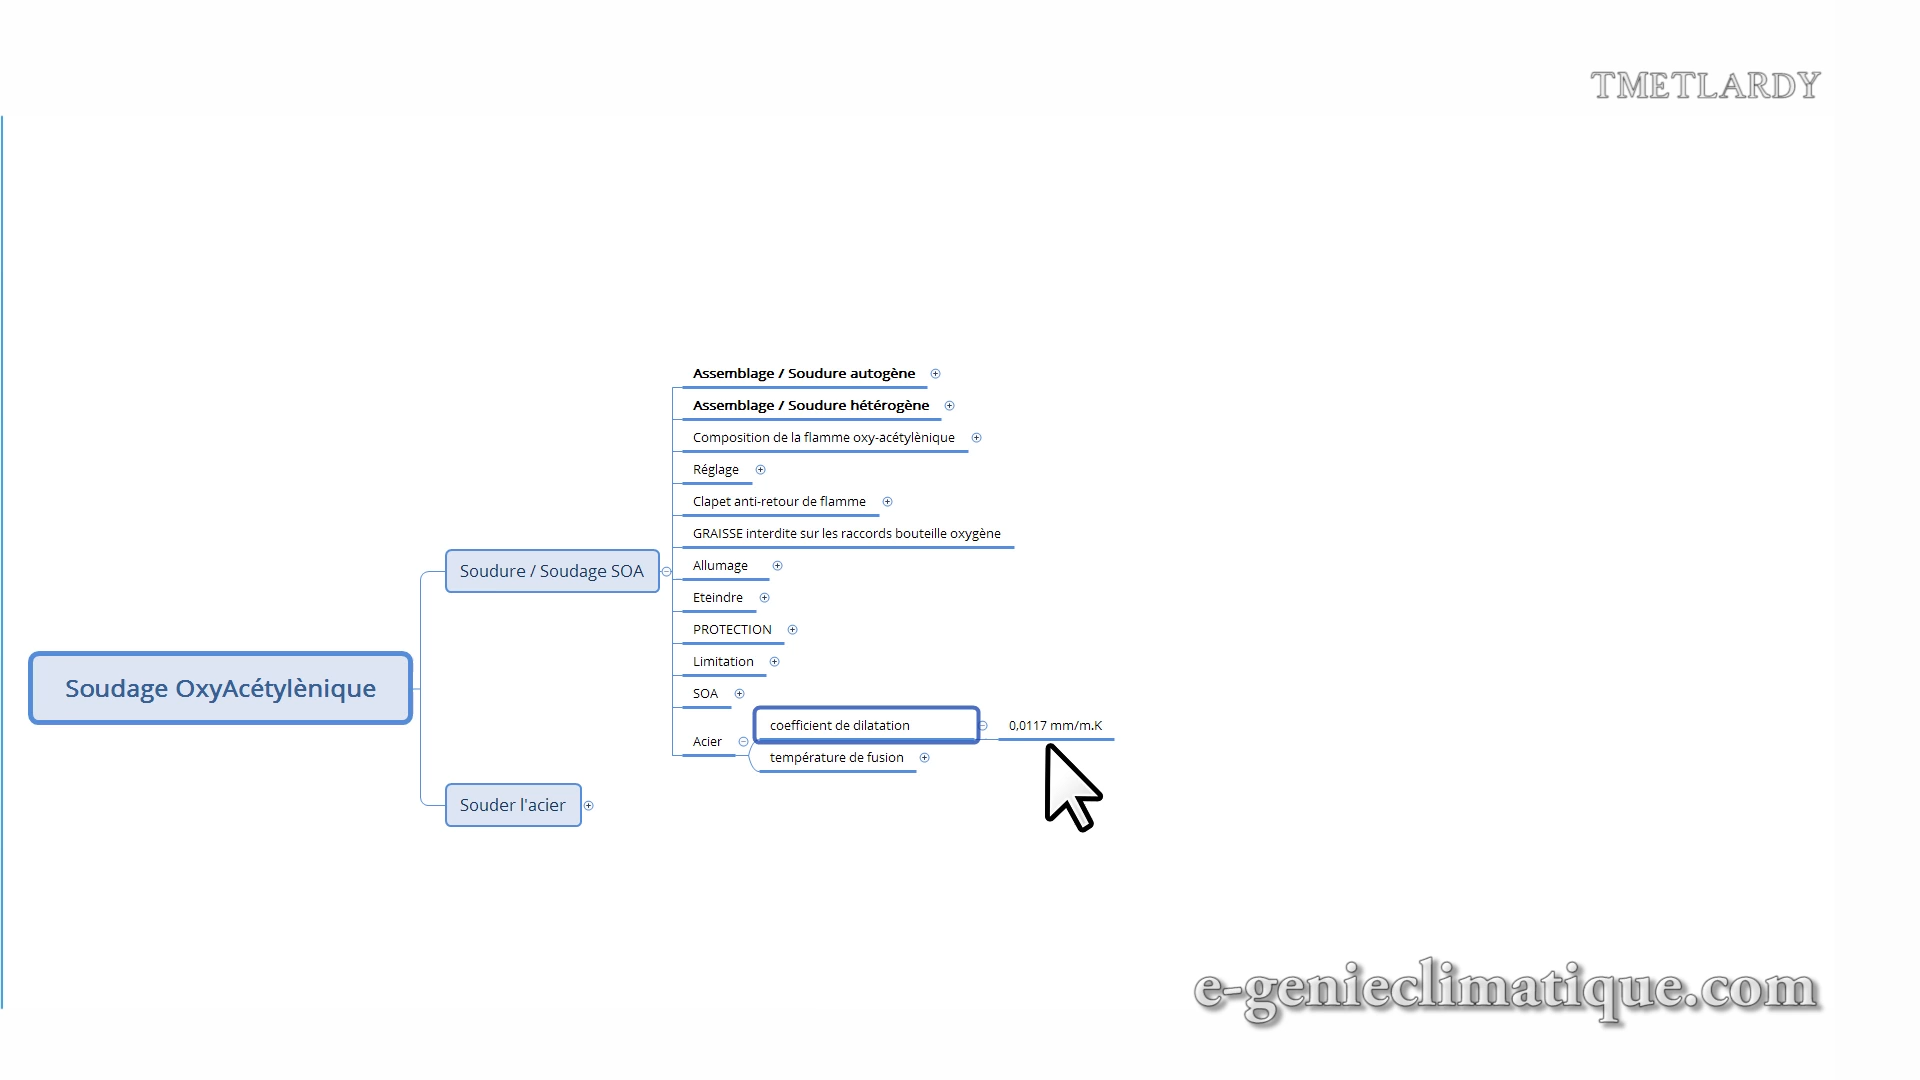 TMETLARDY
Assemblage / Soudure autogène
Assemblage / Soudure hétérogène
Composition de la flamme oxy-acétylènique
Réglage
Clapet anti-retour de flamme
GRAISSE interdite sur les raccords bouteille oxygène
Soudure / Soudage SOA
Allumage
Eteindre
PROTECTION
Limitation
Soudage OxyAcétylènique
SOA
coefficient de dilatation
0,0117 mm/m.K
Acier
température de fusion
Souder l'acier
e-genieclimatique.com